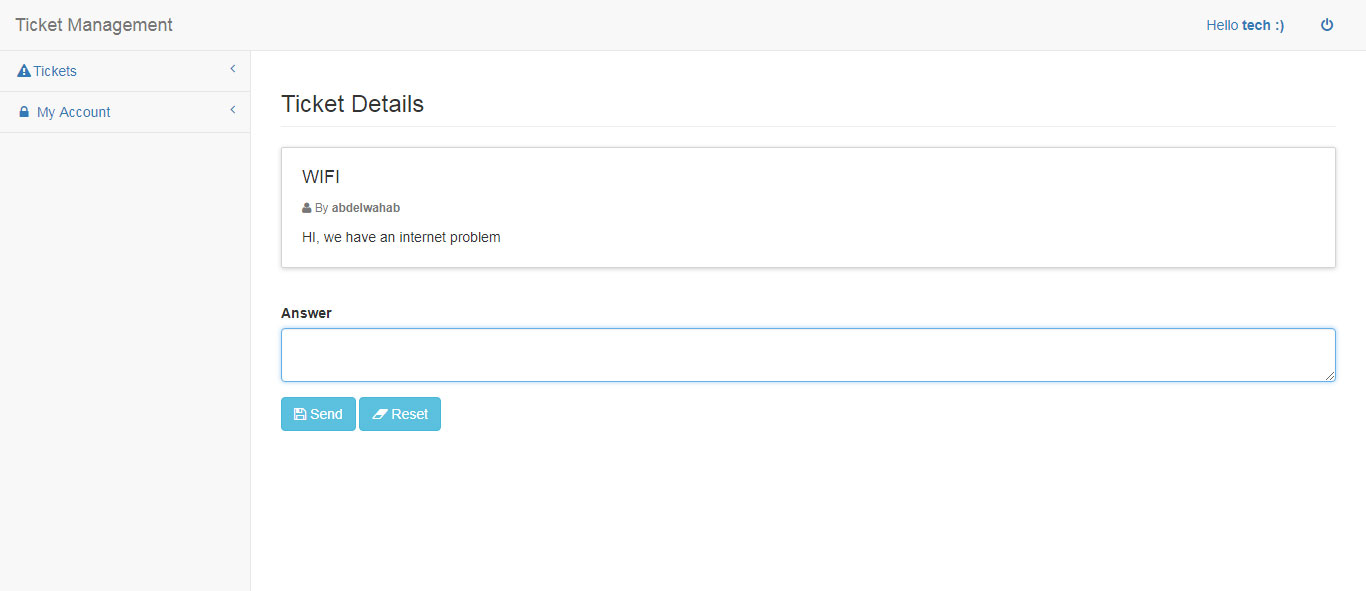 Ticket Management
Hello tech :)
Tickets
My Account
Ticket Details
WIFI
By abdelwahab
HI, we have an internet problem
Answer
Send Reset